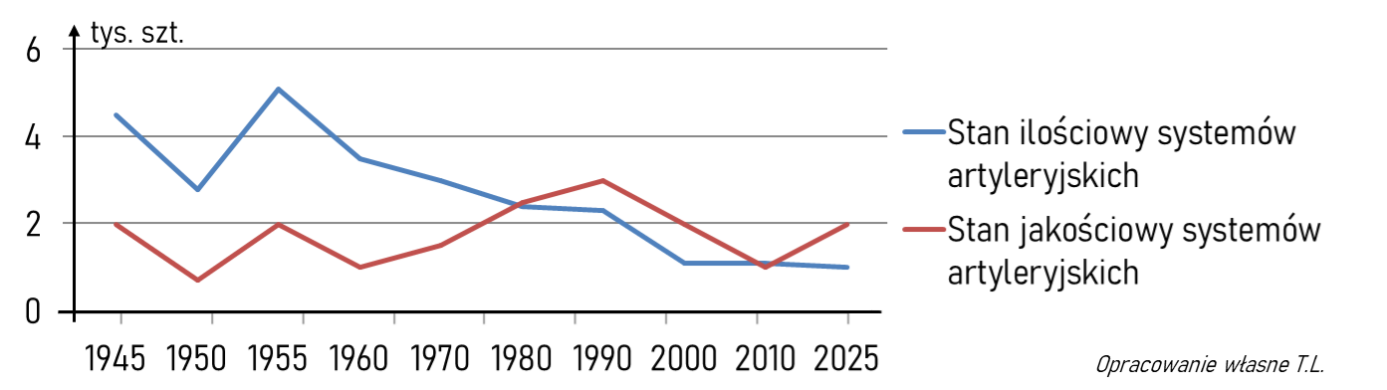 tys. szt.
6
4
2
0
1945 1950 1955 1960 1970 1980 1990 2000 2010 2025
Stan ilościowy systemów
artyleryjskich
Stan jakościowy systemów
artyleryjskich
Opracowanie własne T.L.